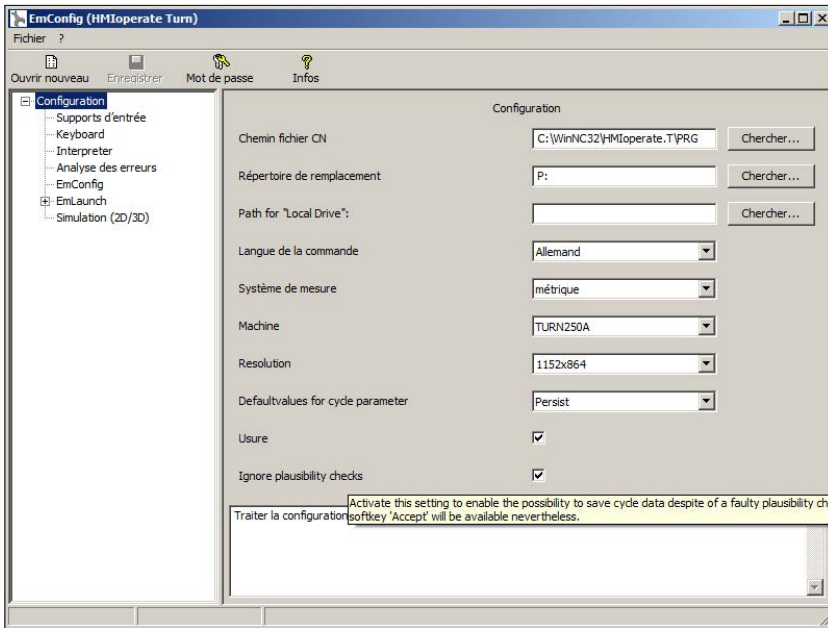 EmConfig (HMIoperate Turn)
Fichier ?
Ouvrir nouveau Enregistrer Mot de passe Infos
Configuration
Supports d'entrée
Keyboard
Interpreter
Analyse des erreurs
EmConfig
EmLaunch
Simulation (2D/3D)
Configuration
Chemin fichier CN C:\WinNC32\HMIoperate.T\PRG Chercher...
Répertoire de remplacement P: Chercher...
Path for "Local Drive": Chercher...
Langue de la commande Allemand
Système de mesure métrique
Machine TURN250A
Resolution 1152x864
Defaultvalues for cycle parameter Persist
Usure
Ignore plausibility checks
Activate this setting to enable the possibility to save cycle data despite of a faulty plausibility ch
Traiter la configuration softkey 'Accept' will be available nevertheless.